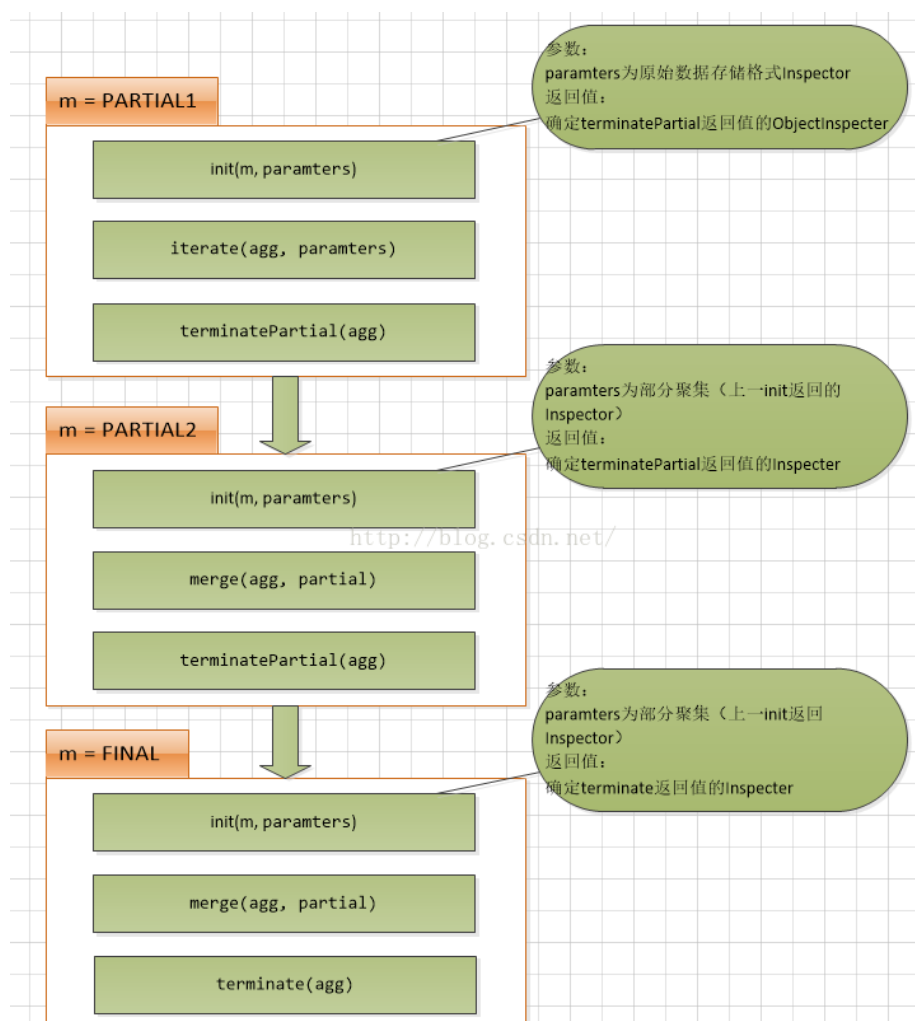 m = PARTIAL1
init(m, paramters)
iterate(agg, paramters)
terminatePartial(agg)
参数：
paramters为原始数据存储格式Inspector
返回值：
确定terminatePartial返回值的ObjectInspecter
m = PARTIAL2
init(m, paramters)
merge(agg, partial)
terminatePartial(agg)
参数：
paramters为部分聚集（上一init返回的
Inspector）
返回值：
确定terminatePartial返回值的Inspecter
http://blog.csdn.net/
m = FINAL
init(m, paramters)
merge(agg, partial)
terminate(agg)
参数：
paramters为部分聚集（上一init返回
Inspector）
返回值：
确定terminate返回值的Inspecter